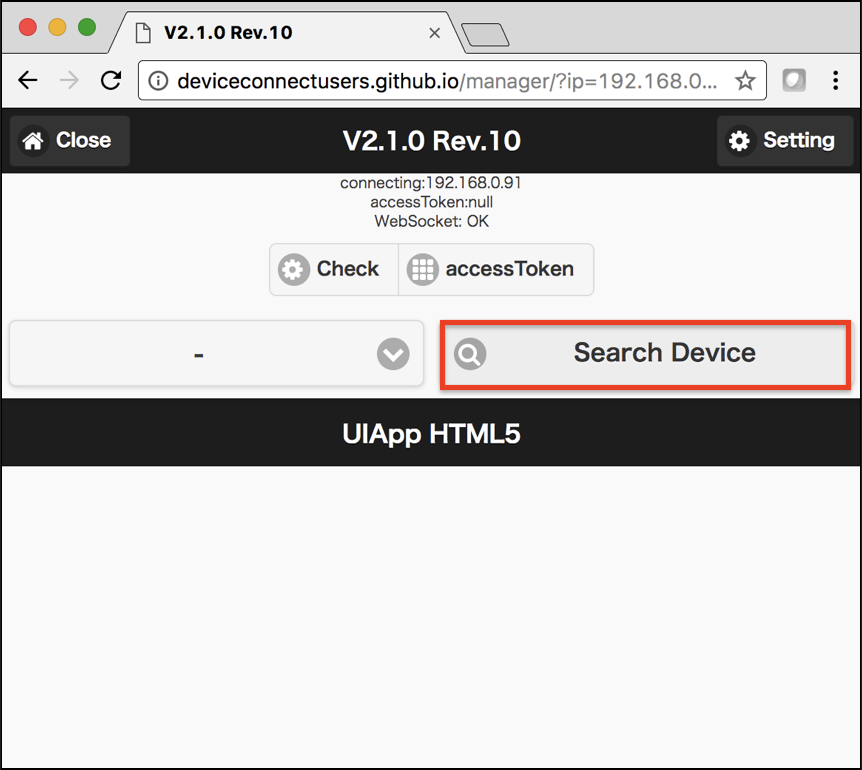 V2.1.0 Rev.10
deviceconnectusers.github.io/manager/?ip=192.168.0...
Close
V2.1.0 Rev.10
Setting
connecting:192.168.0.91
accessToken:null
WebSocket: OK
Check
accessToken
-
Search Device
UIApp HTML5